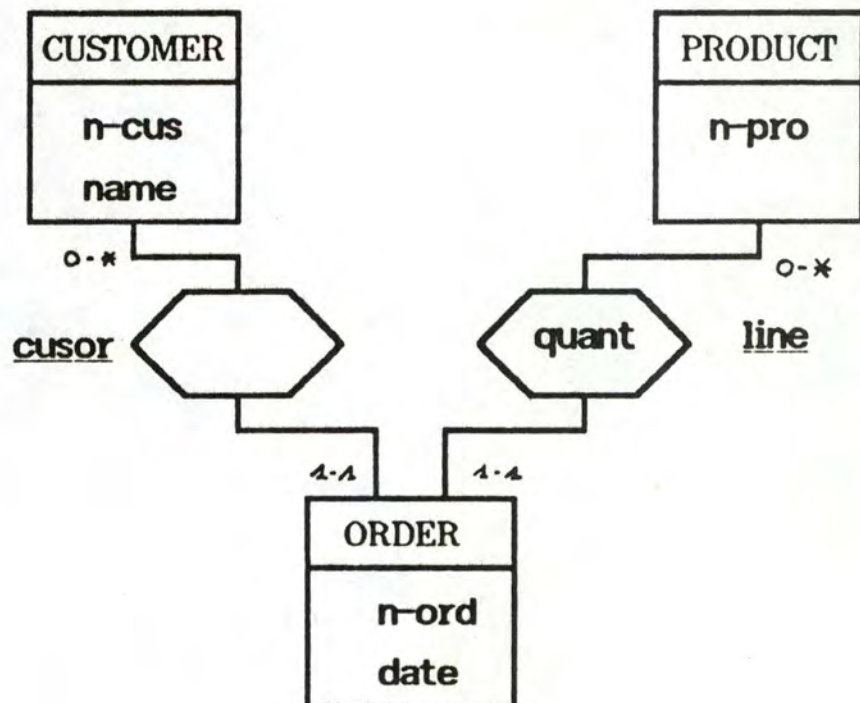 CUSTOMER
n-cus
name
PRODUCT
n-pro
0-*
0-*
cusor
quant
line
1-1
1-1
ORDER
n-ord
date